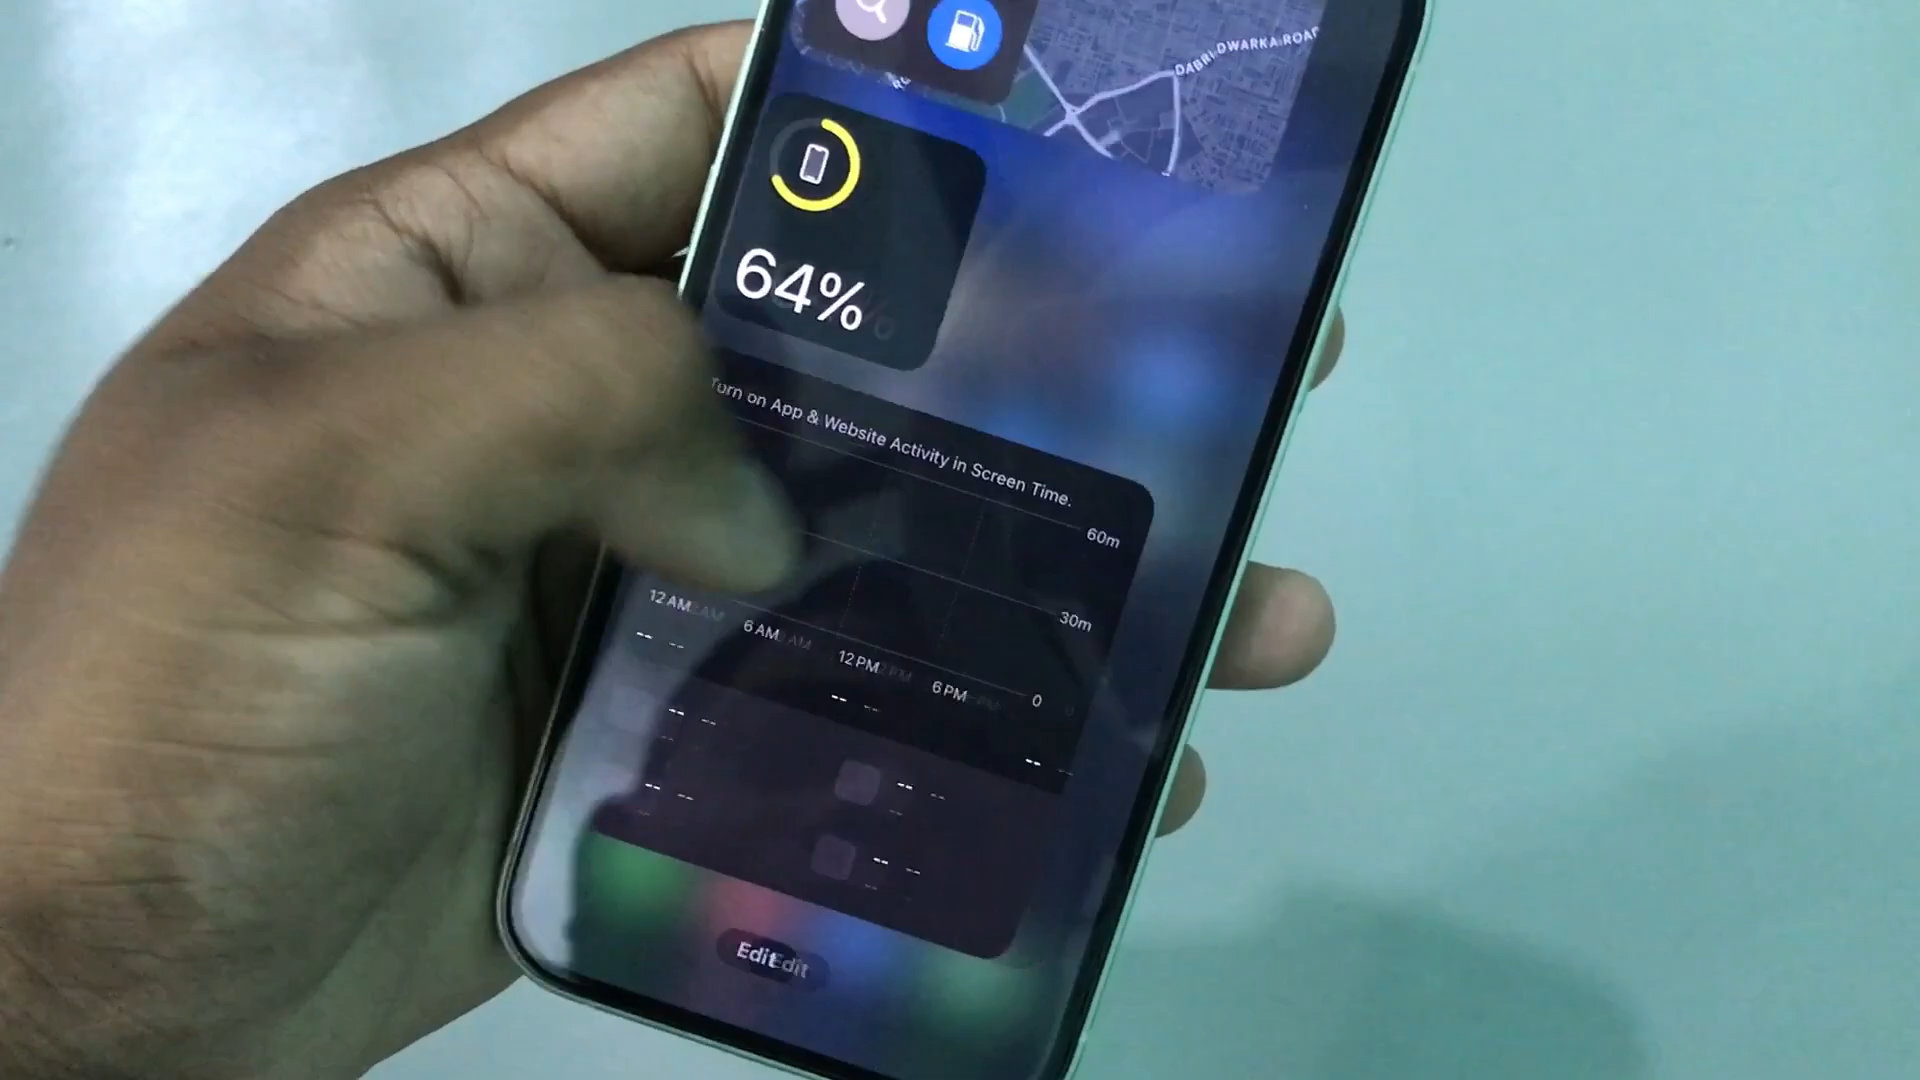 DABRI DWARKA ROAD
64%
Turn on App & Website Activity in Screen Time.
60m
30m
0
12 AM
6 AM
12 PM
6 PM
-- --
-- --
-- --
-- --
-- --
-- --
-- --
Edit